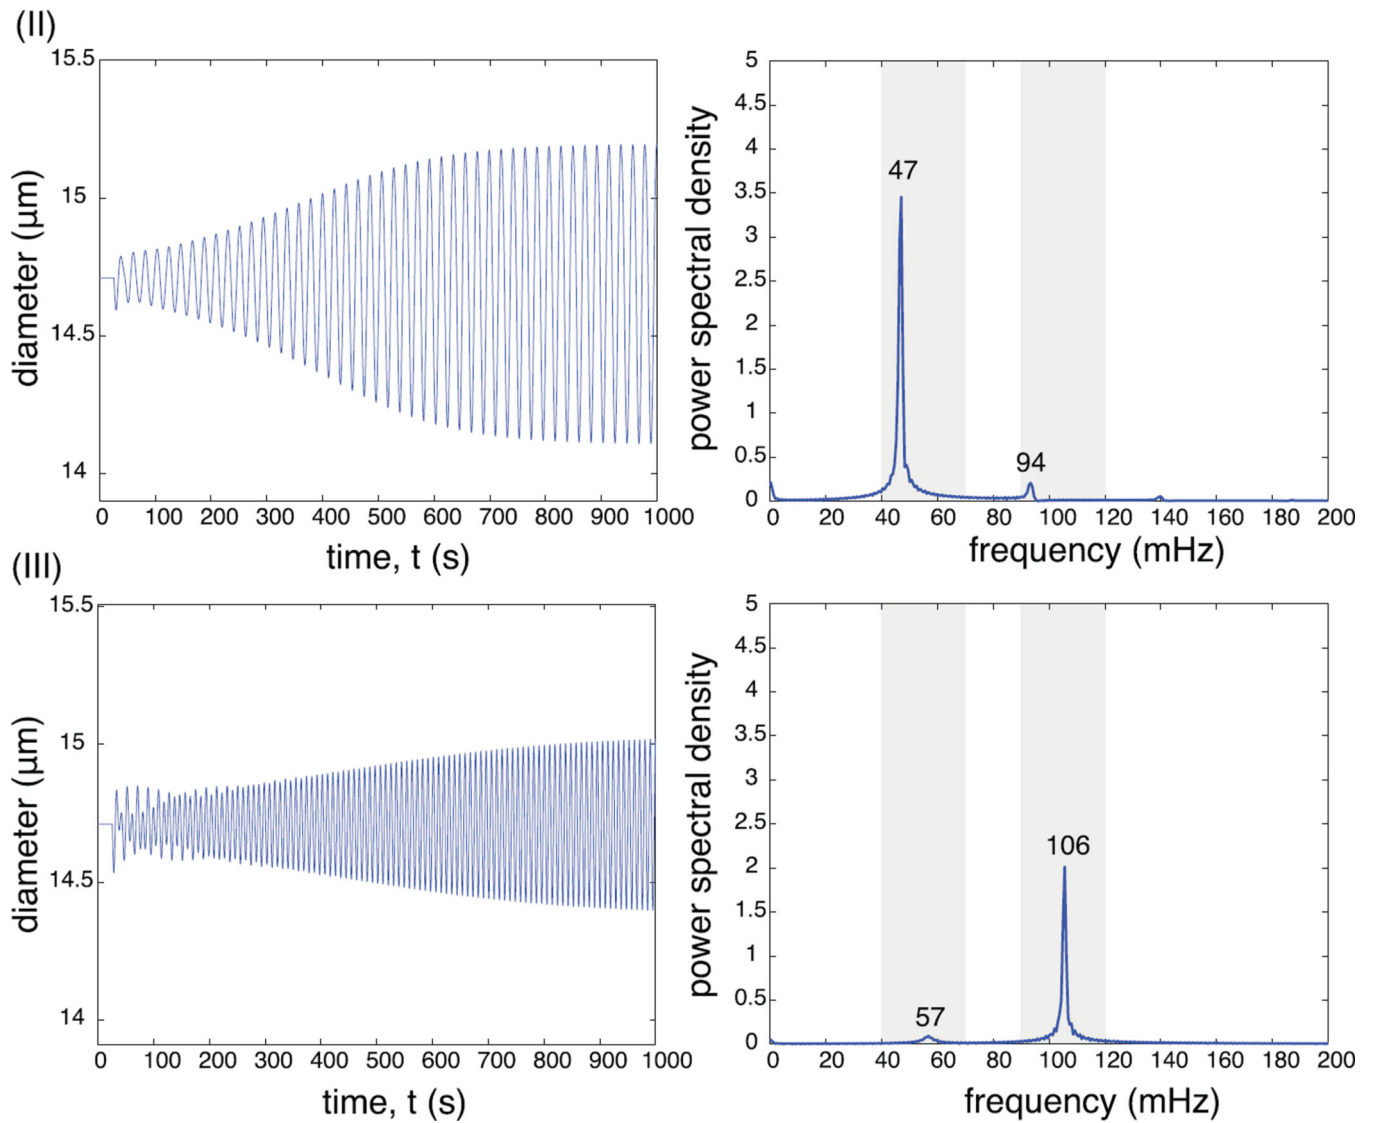 (II)
15.5
15
14.5
14
diameter (μm)
0 100 200 300 400 500 600 700 800 900 1000
time, t (s)
5
4.5
4
3.5
3
2.5
2
1.5
1
0.5
0
power spectral density
47
94
0 20 40 60 80 100 120 140 160 180 200
frequency (mHz)
(III)
15.5
15
14.5
14
diameter (μm)
0 100 200 300 400 500 600 700 800 900 1000
time, t (s)
5
4.5
4
3.5
3
2.5
2
1.5
1
0.5
0
power spectral density
57
106
0 20 40 60 80 100 120 140 160 180 200
frequency (mHz)